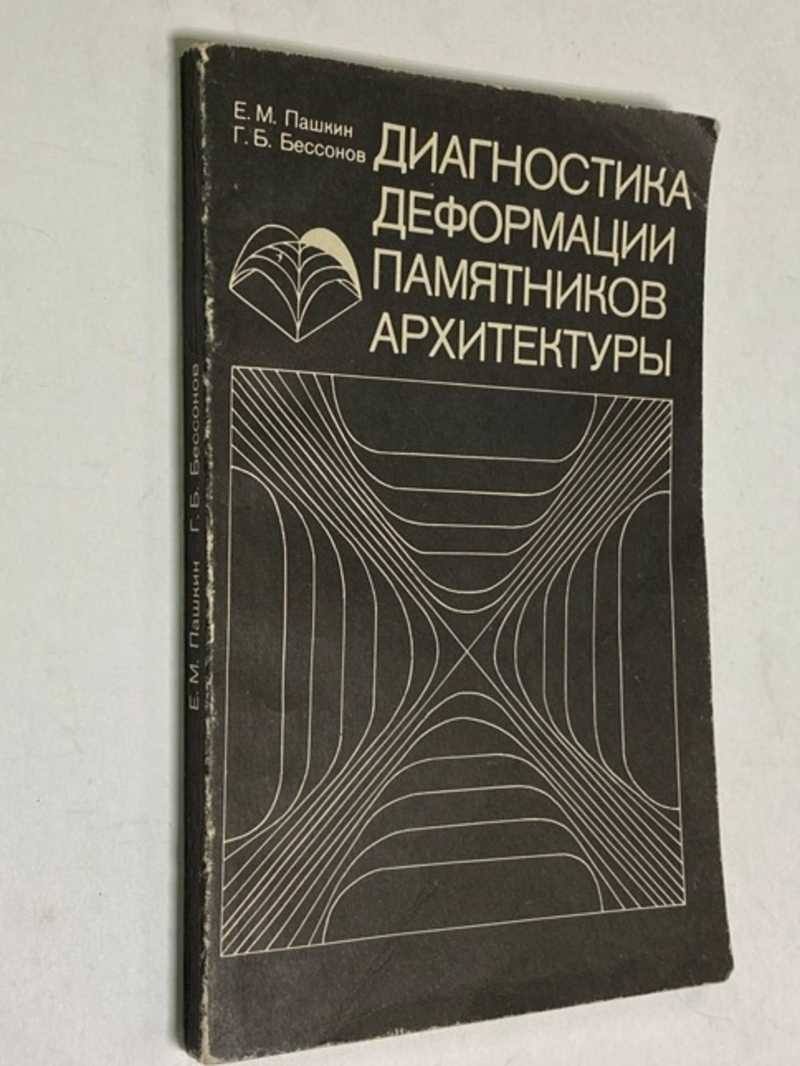 Е. М. Пашкин
Г. Б. Бессонов
ДИАГНОСТИКА
ДЕФОРМАЦИИ
ПАМЯТНИКОВ
АРХИТЕКТУРЫ
Е. М. Пашкин Г. Б. Бессонов